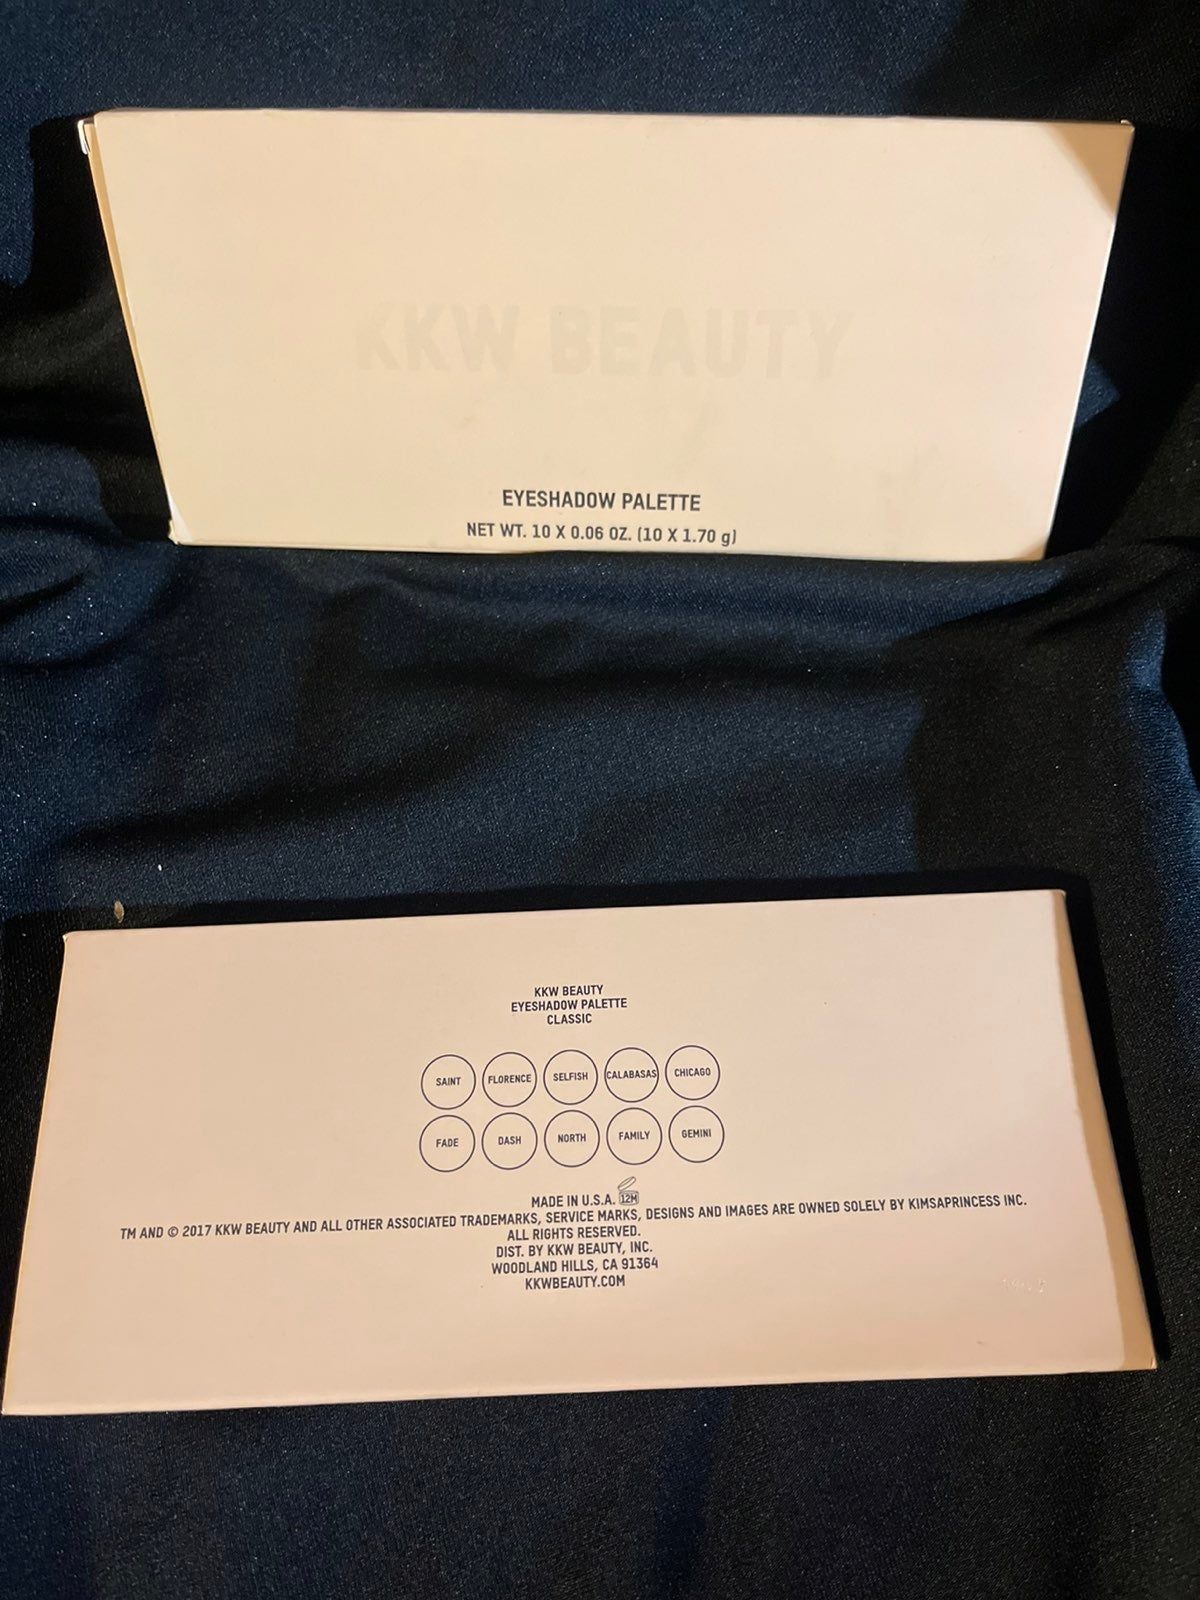 KKW BEAUTY
EYESHADOW PALETTE
NET WT. 10 X 0.06 OZ. (10 X 1.70 g)
KKW BEAUTY
EYESHADOW PALETTE
CLASSIC
SAINT FLORENCE SELFISH CALABASAS CHICAGO
FADE DASH NORTH FAMILY GEMINI
MADE IN U.S.A. 12M
TM AND © 2017 KKW BEAUTY AND ALL OTHER ASSOCIATED TRADEMARKS, SERVICE MARKS, DESIGNS AND IMAGES ARE OWNED SOLELY BY KIMSAPRINCESS INC.
ALL RIGHTS RESERVED.
DIST. BY KKW BEAUTY, INC.
WOODLAND HILLS, CA 91364
KKWBEAUTY.COM